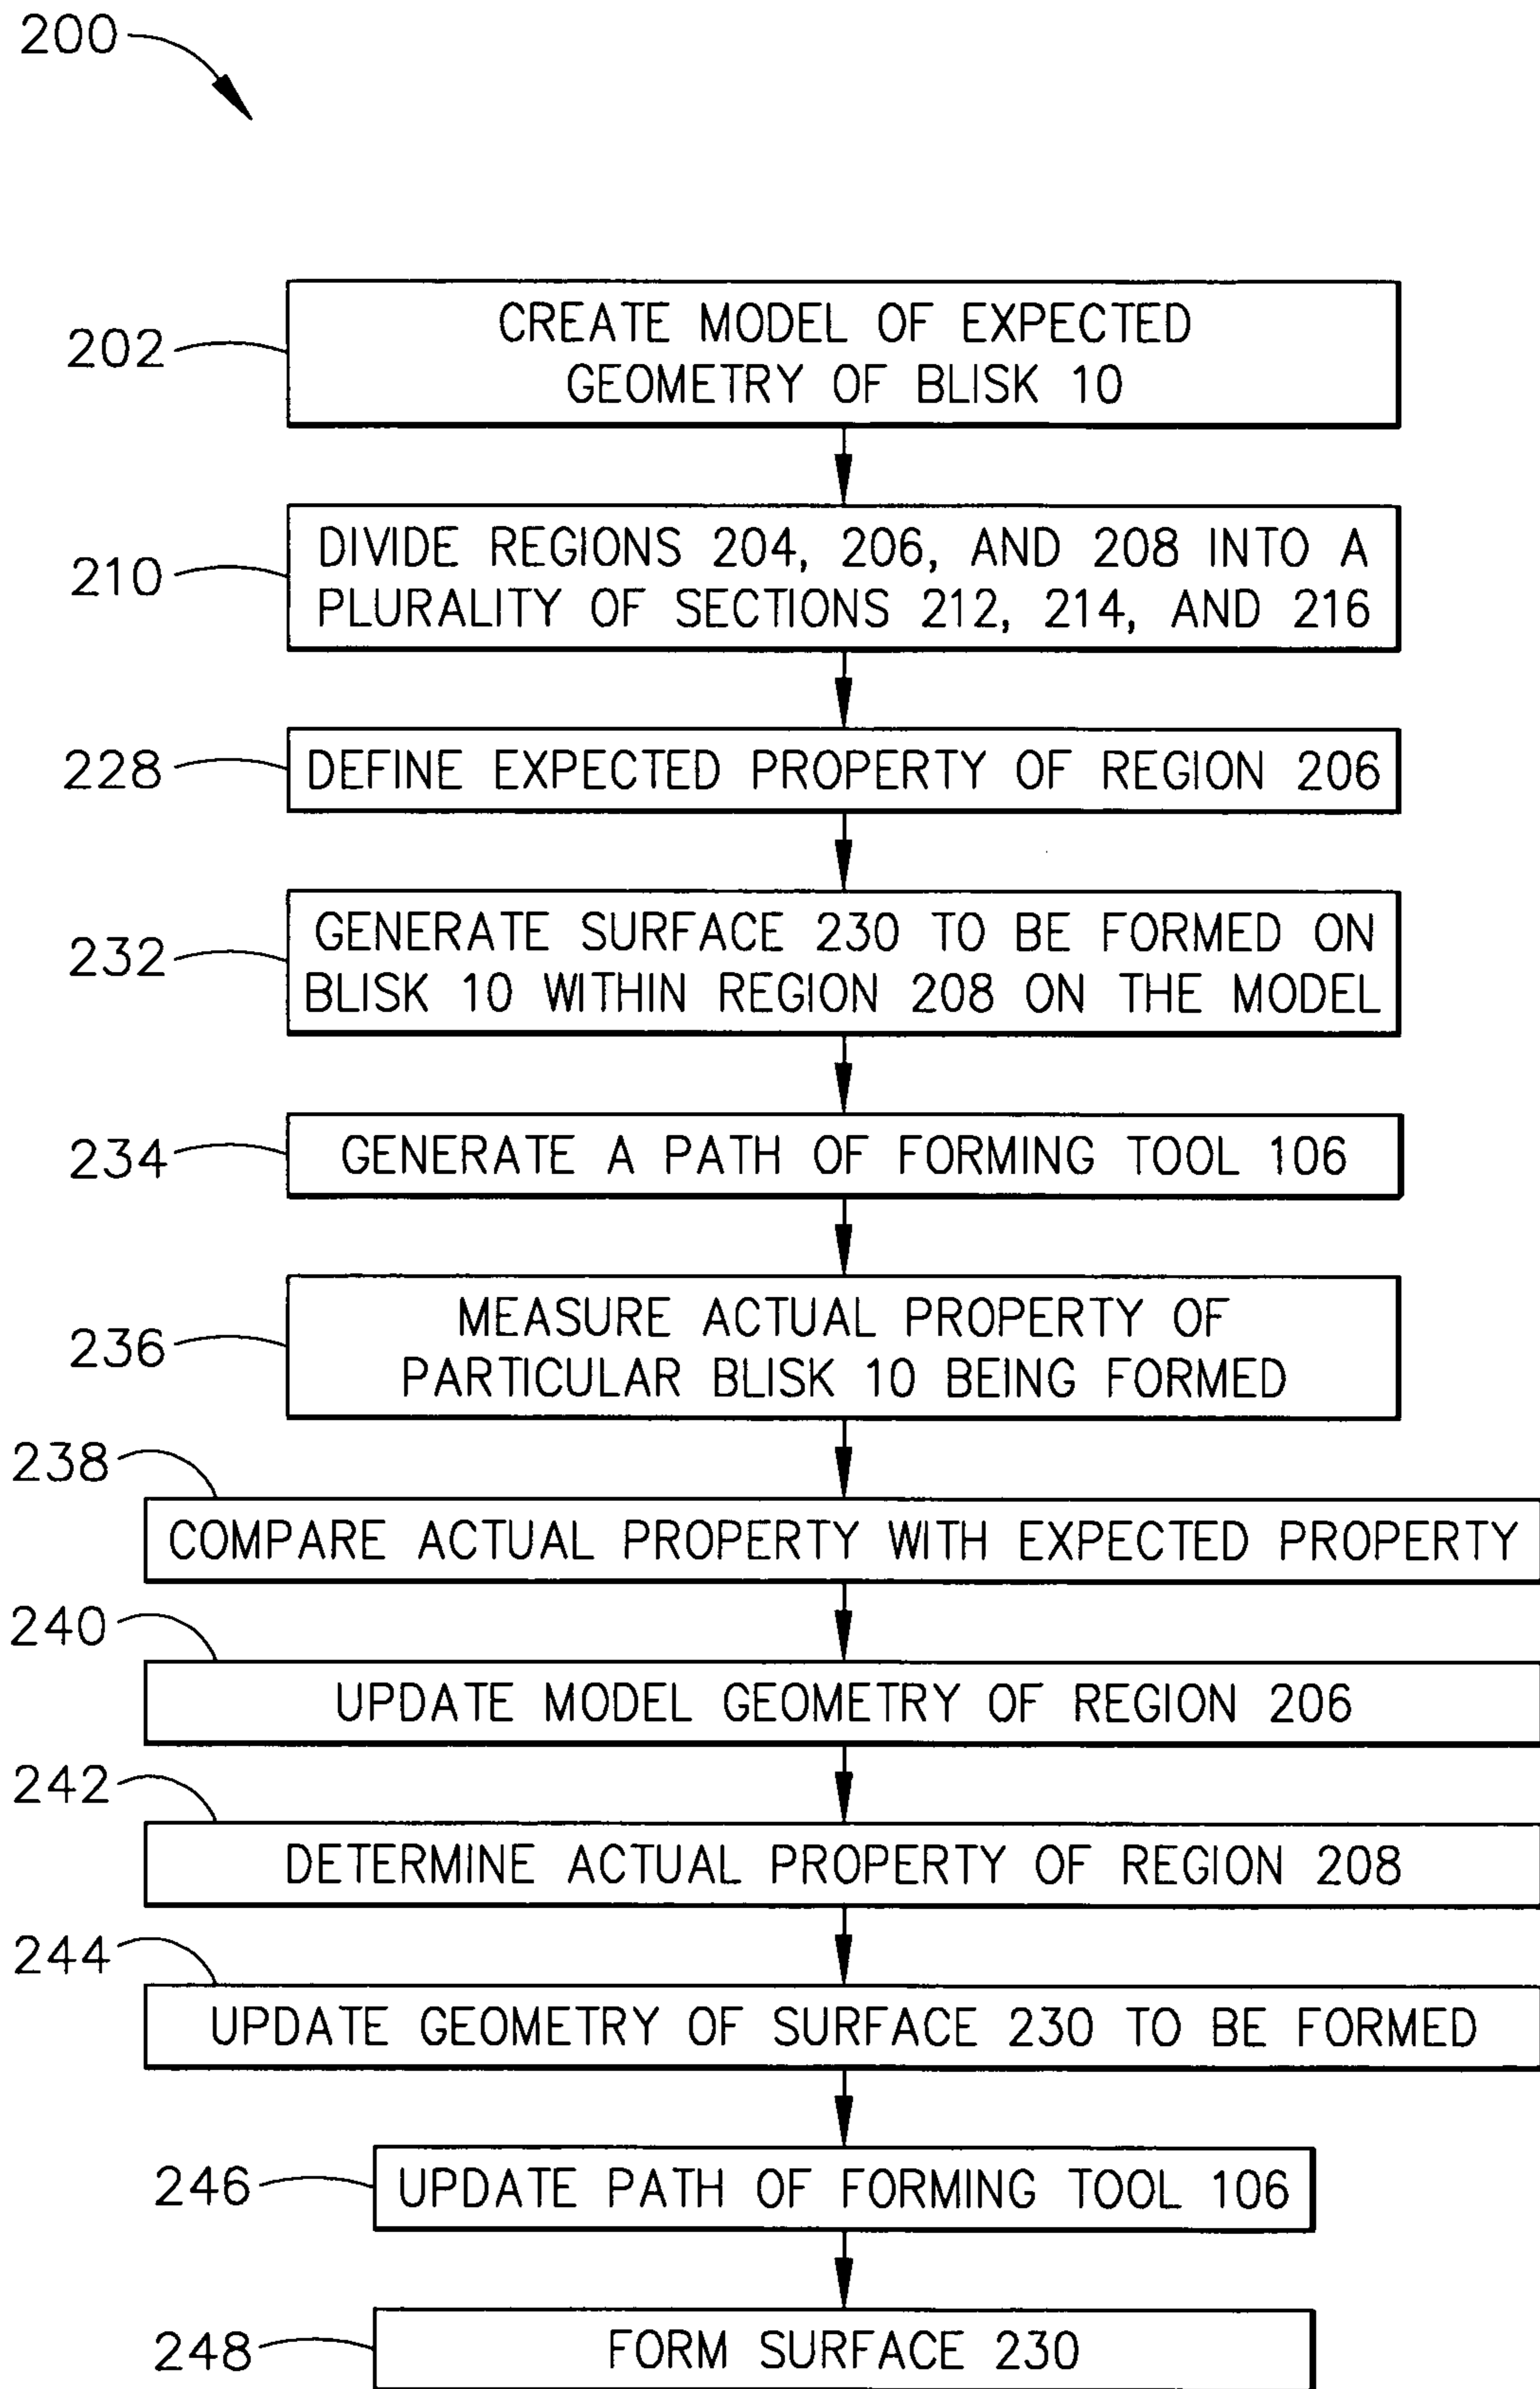 200
202
CREATE MODEL OF EXPECTED
GEOMETRY OF BLISK 10
210
DIVIDE REGIONS 204, 206, AND 208 INTO A
PLURALITY OF SECTIONS 212, 214, AND 216
228
DEFINE EXPECTED PROPERTY OF REGION 206
232
GENERATE SURFACE 230 TO BE FORMED ON
BLISK 10 WITHIN REGION 208 ON THE MODEL
234
GENERATE A PATH OF FORMING TOOL 106
236
MEASURE ACTUAL PROPERTY OF
PARTICULAR BLISK 10 BEING FORMED
238
COMPARE ACTUAL PROPERTY WITH EXPECTED PROPERTY
240
UPDATE MODEL GEOMETRY OF REGION 206
242
DETERMINE ACTUAL PROPERTY OF REGION 208
244
UPDATE GEOMETRY OF SURFACE 230 TO BE FORMED
246
UPDATE PATH OF FORMING TOOL 106
248
FORM SURFACE 230